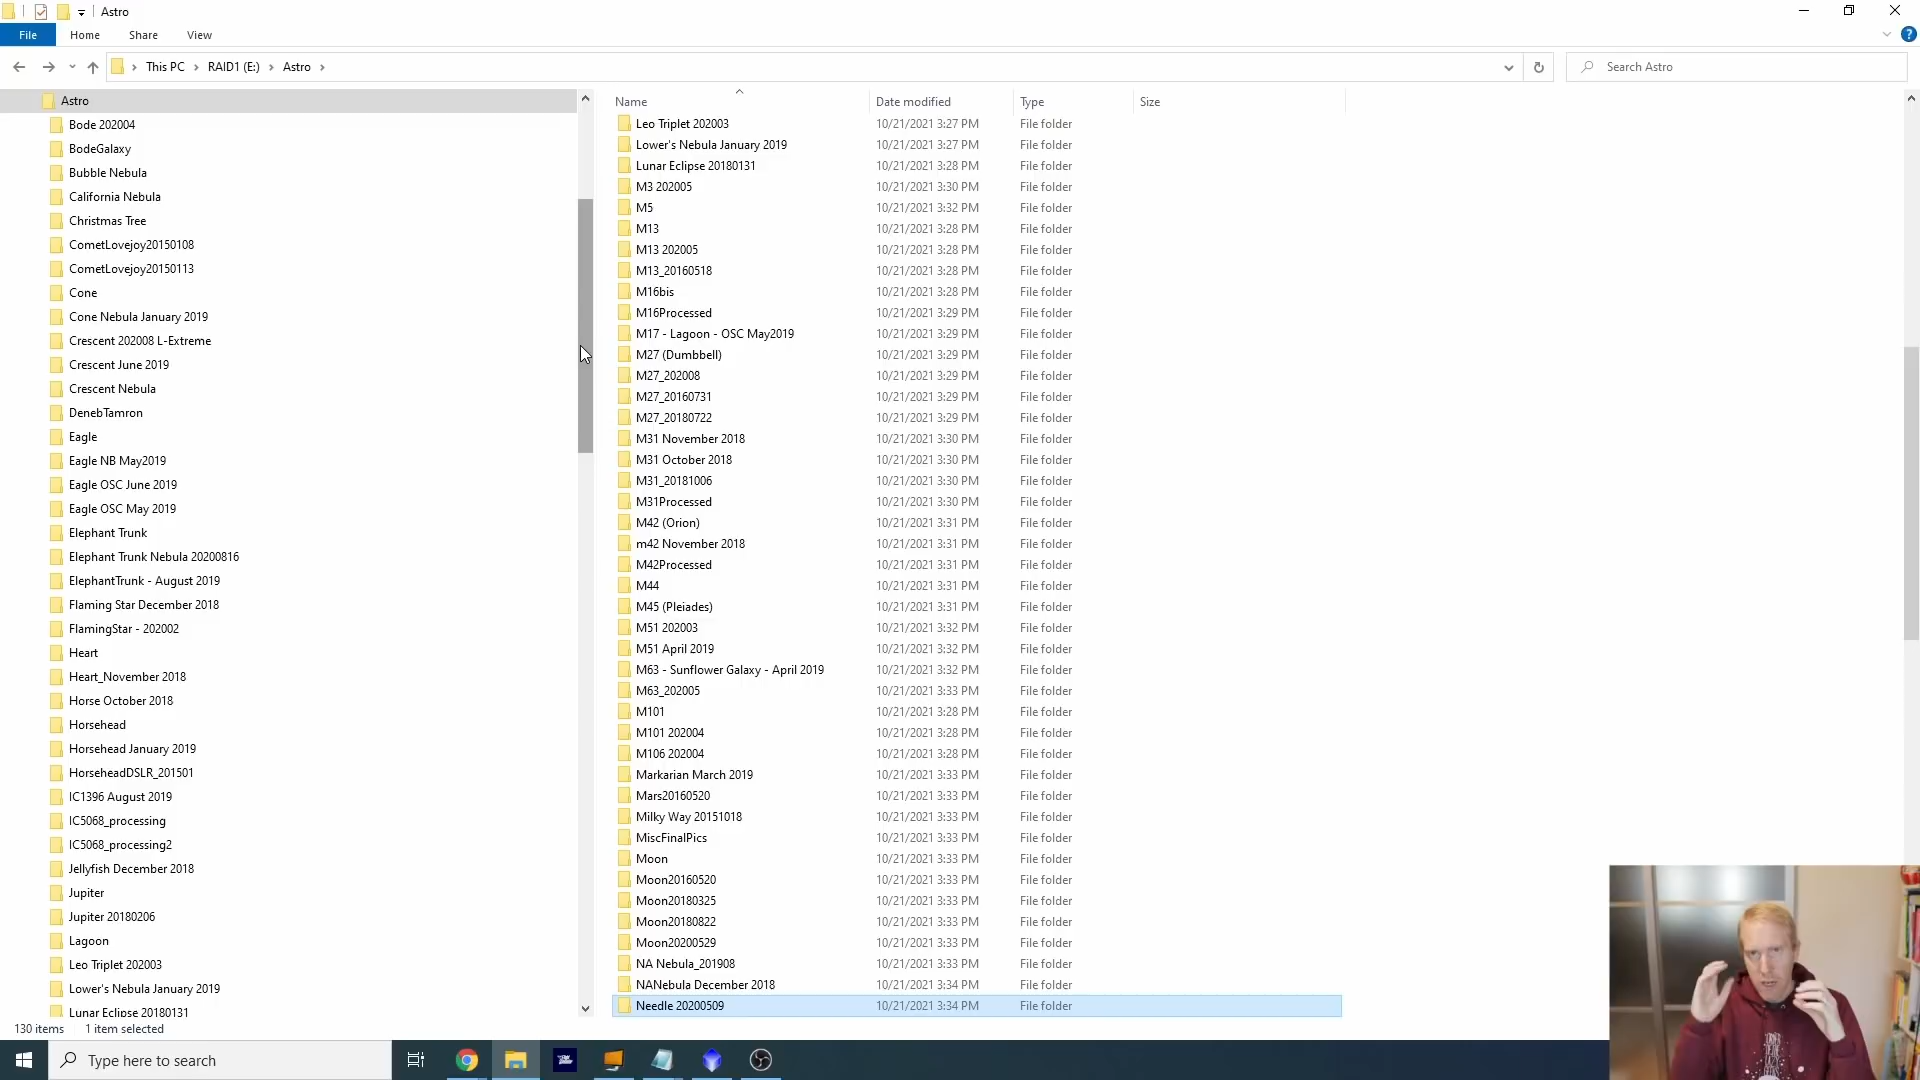 Astro
File
Home
Share
View
This PC
RAID1 (E:)
Astro
Search Astro
Astro
Bode 202004
BodeGalaxy
Bubble Nebula
California Nebula
Christmas Tree
CometLovejoy20150108
CometLovejoy20150113
Cone
Cone Nebula January 2019
Crescent 202008 L-Extreme
Crescent June 2019
Crescent Nebula
DenebTamron
Eagle
Eagle NB May2019
Eagle OSC June 2019
Eagle OSC May 2019
Elephant Trunk
Elephant Trunk Nebula 20200816
ElephantTrunk - August 2019
Flaming Star December 2018
FlamingStar - 202002
Heart
Heart_November 2018
Horse October 2018
Horsehead
Horsehead January 2019
HorseheadDSLR_201501
IC1396 August 2019
IC5068_processing
IC5068_processing2
Jellyfish December 2018
Jupiter
Jupiter 20180206
Lagoon
Leo Triplet 202003
Lower's Nebula January 2019
Lunar Eclipse 20180131
Name Date modified Type Size
Leo Triplet 202003 10/21/2021 3:27 PM File folder
Lower's Nebula January 2019 10/21/2021 3:27 PM File folder
Lunar Eclipse 20180131 10/21/2021 3:28 PM File folder
M3 202005 10/21/2021 3:30 PM File folder
M5 10/21/2021 3:32 PM File folder
M13 10/21/2021 3:28 PM File folder
M13 202005 10/21/2021 3:28 PM File folder
M13_20160518 10/21/2021 3:28 PM File folder
M16bis 10/21/2021 3:28 PM File folder
M16Processed 10/21/2021 3:29 PM File folder
M17 - Lagoon - OSC May2019 10/21/2021 3:29 PM File folder
M27 (Dumbbell) 10/21/2021 3:29 PM File folder
M27_202008 10/21/2021 3:29 PM File folder
M27_20160731 10/21/2021 3:29 PM File folder
M27_20180722 10/21/2021 3:29 PM File folder
M31 November 2018 10/21/2021 3:30 PM File folder
M31 October 2018 10/21/2021 3:30 PM File folder
M31_20181006 10/21/2021 3:30 PM File folder
M31Processed 10/21/2021 3:30 PM File folder
M42 (Orion) 10/21/2021 3:31 PM File folder
m42 November 2018 10/21/2021 3:31 PM File folder
M42Processed 10/21/2021 3:31 PM File folder
M44 10/21/2021 3:31 PM File folder
M45 (Pleiades) 10/21/2021 3:31 PM File folder
M51 202003 10/21/2021 3:32 PM File folder
M51 April 2019 10/21/2021 3:32 PM File folder
M63 - Sunflower Galaxy - April 2019 10/21/2021 3:32 PM File folder
M63_202005 10/21/2021 3:33 PM File folder
M101 10/21/2021 3:28 PM File folder
M101 202004 10/21/2021 3:28 PM File folder
M106 202004 10/21/2021 3:28 PM File folder
Markarian March 2019 10/21/2021 3:33 PM File folder
Mars20160520 10/21/2021 3:33 PM File folder
Milky Way 20151018 10/21/2021 3:33 PM File folder
MiscFinalPics 10/21/2021 3:33 PM File folder
Moon 10/21/2021 3:33 PM File folder
Moon20160520 10/21/2021 3:33 PM File folder
Moon20180325 10/21/2021 3:33 PM File folder
Moon20180822 10/21/2021 3:33 PM File folder
Moon20200529 10/21/2021 3:33 PM File folder
NA Nebula_201908 10/21/2021 3:33 PM File folder
NANebula December 2018 10/21/2021 3:34 PM File folder
Needle 20200509 10/21/2021 3:34 PM File folder
130 items 1 item selected
Type here to search